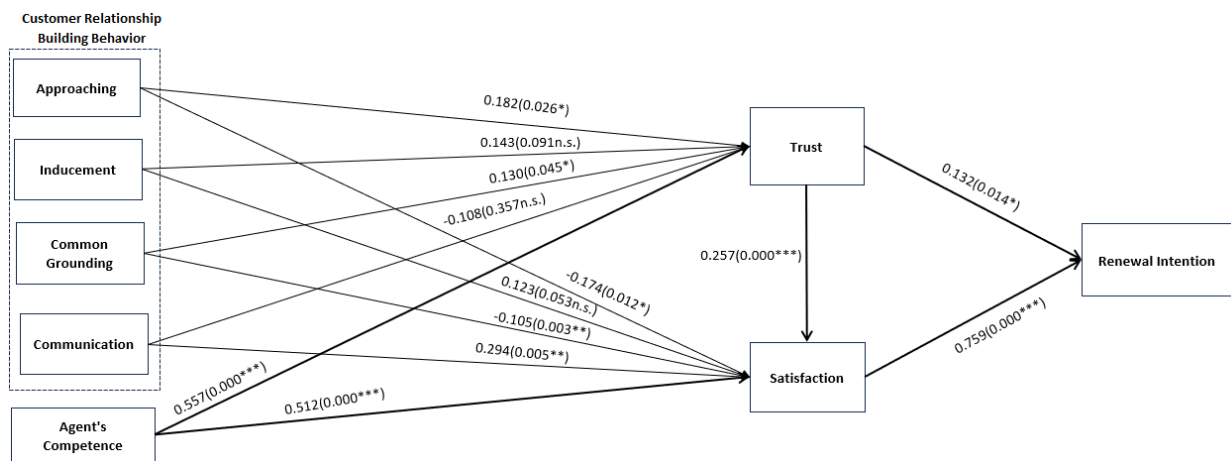 Customer Relationship
Building Behavior
Approaching
Inducement
Common
Grounding
Communication
Agent's
Competence
0.182(0.026*)
0.143(0.091n.s.)
0.130(0.045*)
-0.108(0.357n.s.)
-0.174(0.012*)
0.123(0.053n.s.)
-0.105(0.003**)
0.294(0.005**)
0.557(0.000***)
0.512(0.000***)
Trust
0.257(0.000***)
Satisfaction
0.132(0.014*)
0.759(0.000***)
Renewal Intention